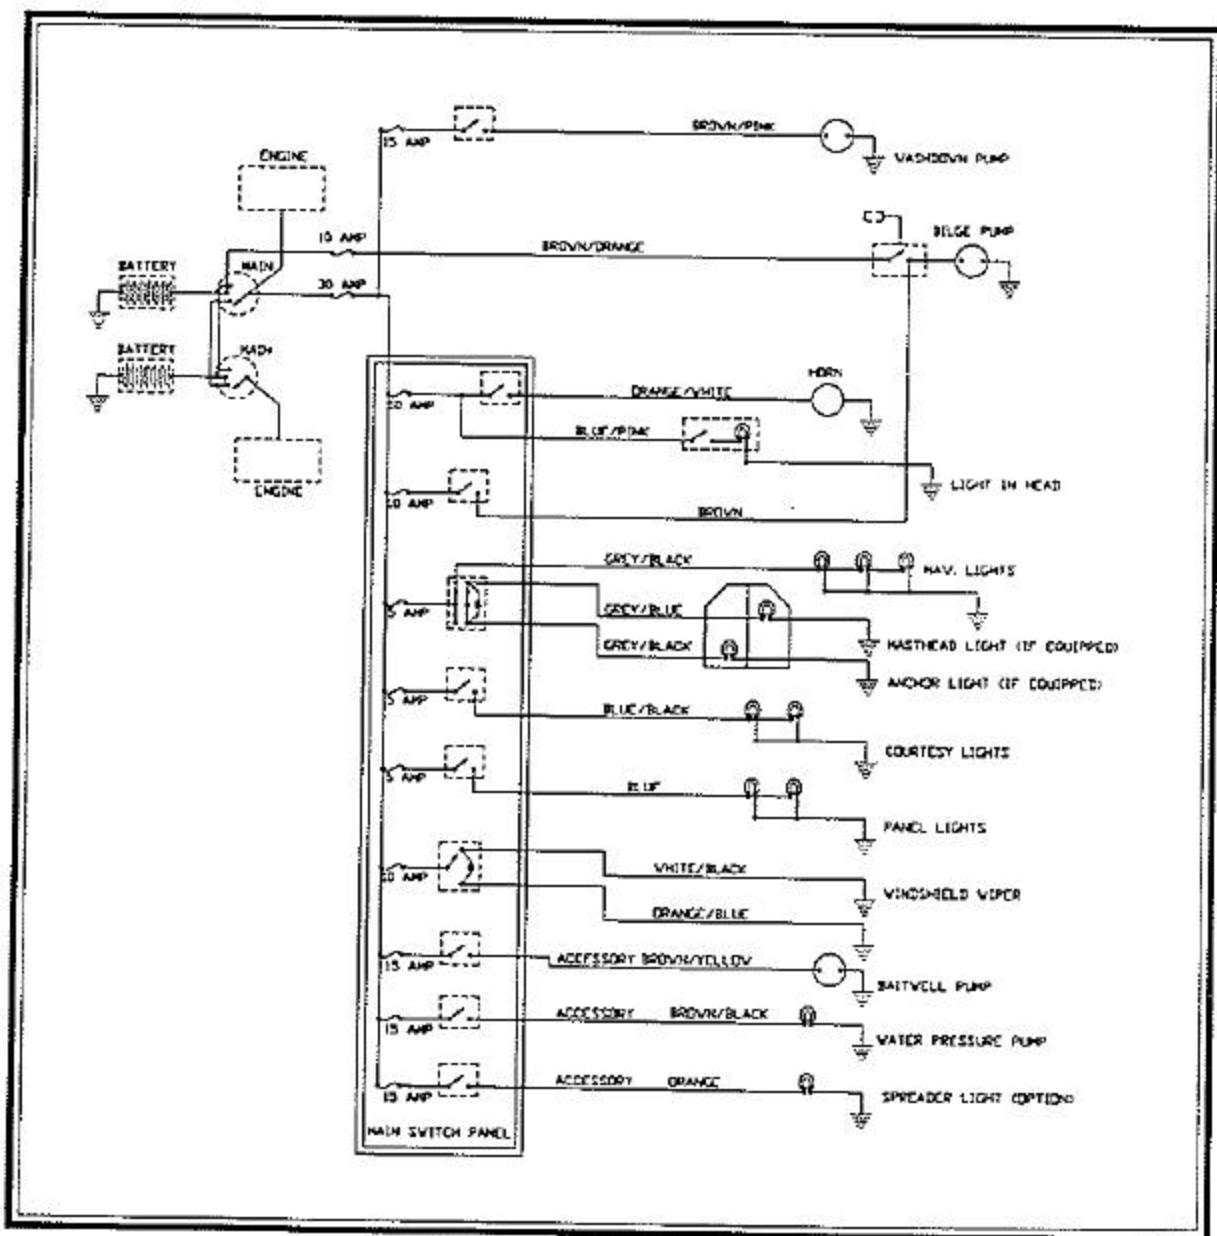 BROWN/PINK
15 AMP
WASHDOWN PUMP
ENGINE
10 AMP
BROWN/ORANGE
BILGE PUMP
BATTERY
MAIN
30 AMP
BATTERY
MAIN
HORN
ORANGE/WHITE
10 AMP
BLUE/PINK
LIGHT IN HEAD
ENGINE
10 AMP
BROWN
GREY/BLACK
NAV. LIGHTS
5 AMP
GREY/BLUE
MASTHEAD LIGHT (IF EQUIPPED)
GREY/BLACK
ANCHOR LIGHT (IF EQUIPPED)
5 AMP
BLUE/BLACK
COURTESY LIGHTS
5 AMP
BLUE
PANEL LIGHTS
WHITE/BLACK
10 AMP
WINDSHIELD WIPER
ORANGE/BLUE
ACCESSORY BROWN/YELLOW
15 AMP
BAITWELL PUMP
ACCESSORY BROWN/BLACK
15 AMP
WATER PRESSURE PUMP
ACCESSORY ORANGE
15 AMP
SPREADER LIGHT (OPTION)
MAIN SWITCH PANEL